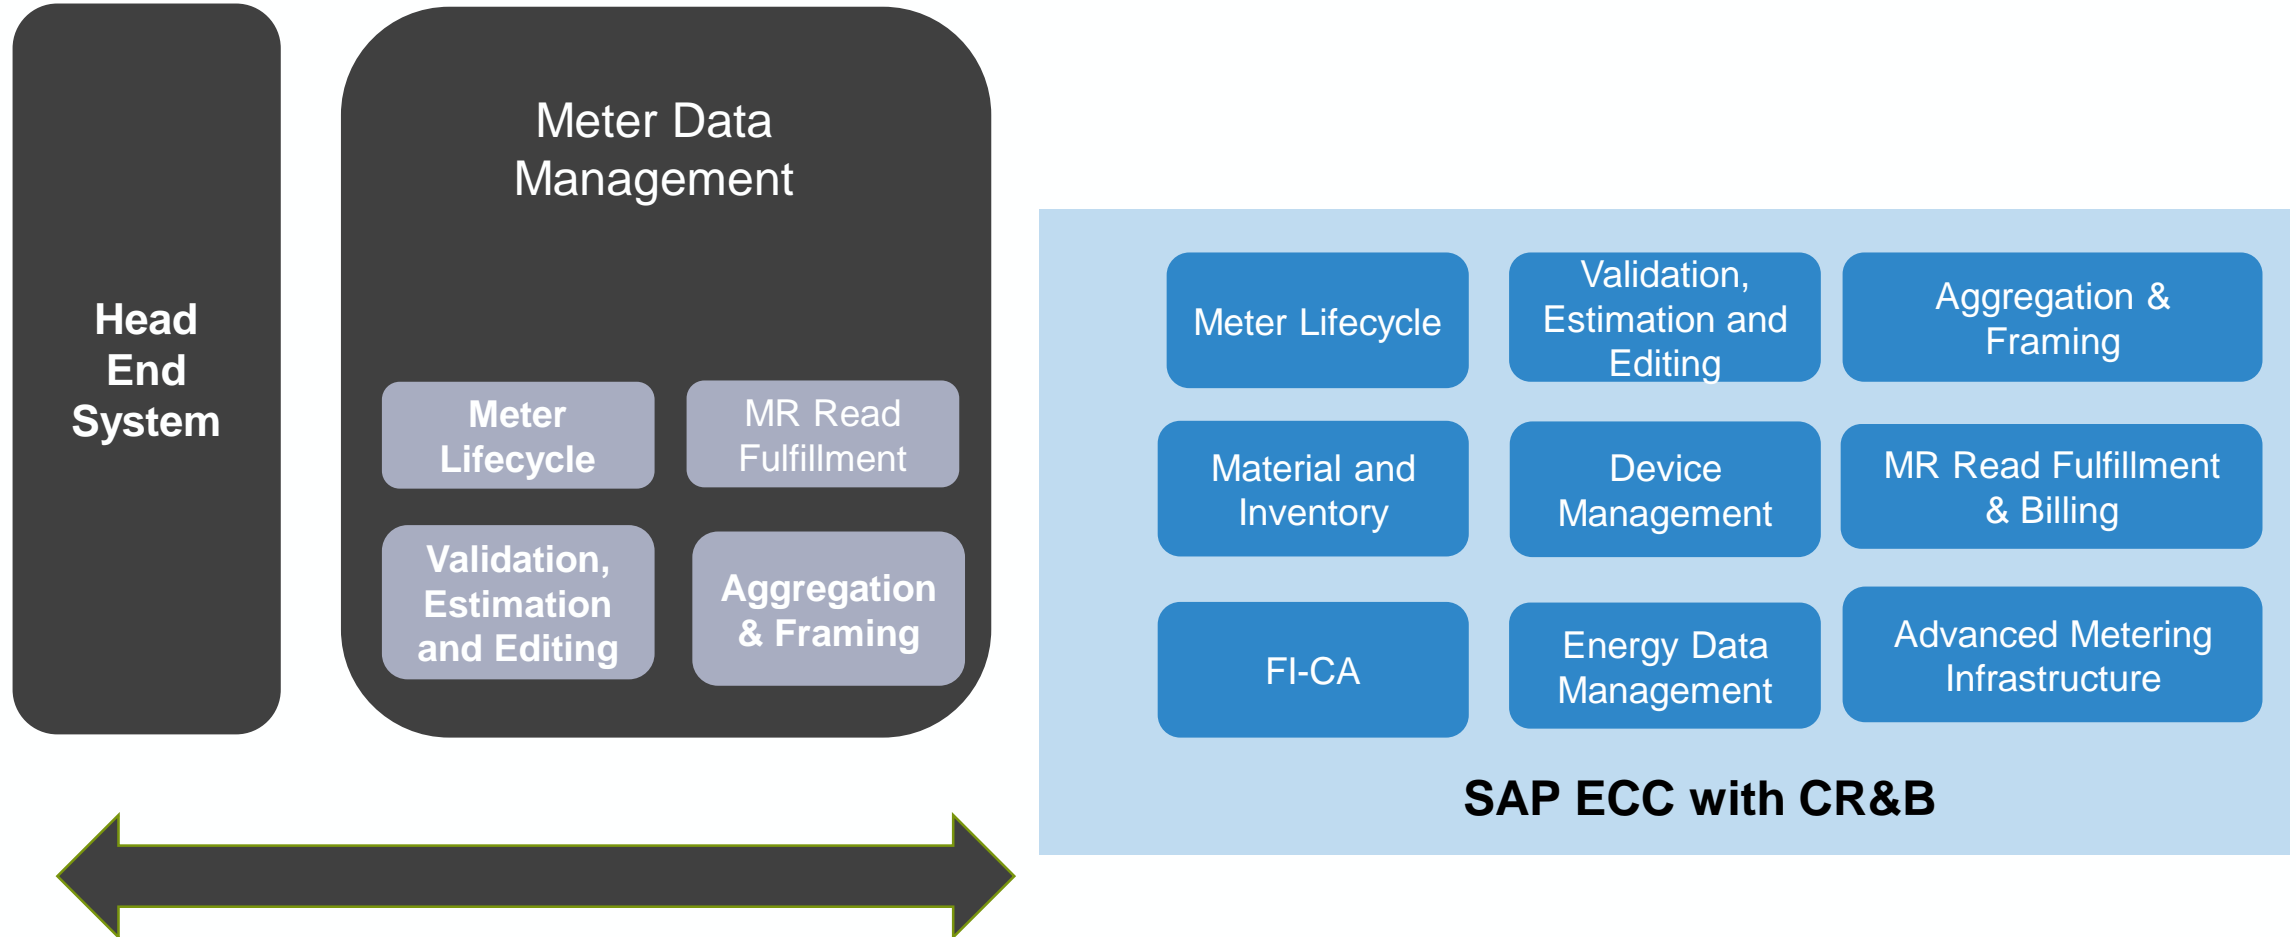 Head
End
System
Meter Data
Management
Meter
Lifecycle
MR Read
Fulfillment
Validation,
Estimation
and Editing
Aggregation
& Framing
Meter Lifecycle
Validation,
Estimation and
Editing
Aggregation &
Framing
Material and
Inventory
Device
Management
MR Read Fulfillment
& Billing
FI-CA
Energy Data
Management
Advanced Metering
Infrastructure
SAP ECC with CR&B